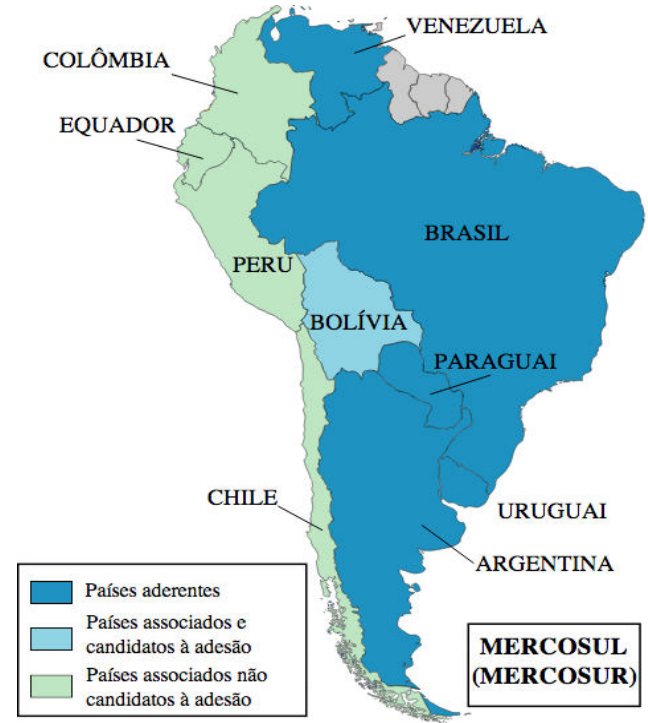 VENEZUELA
COLÔMBIA
EQUADOR
BRASIL
PERU
BOLÍVIA
PARAGUAI
CHILE
URUGUAI
ARGENTINA
Países aderentes
Países associados e
candidatos à adesão
Países associados não
candidatos à adesão
MERCOSUL
(MERCOSUR)